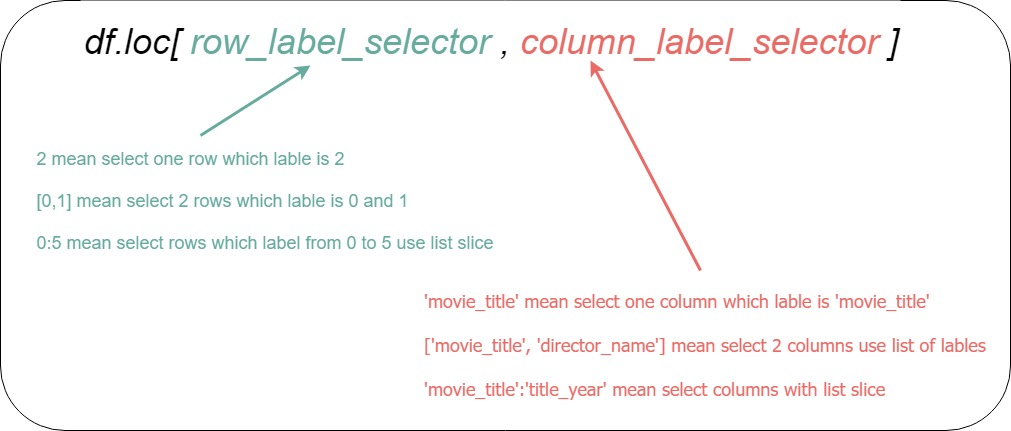 df.loc[ row_label_selector , column_label_selector ]
2 mean select one row which lable is 2
[0,1] mean select 2 rows which lable is 0 and 1
0:5 mean select rows which label from 0 to 5 use list slice
'movie_title' mean select one column which lable is 'movie_title'
['movie_title', 'director_name'] mean select 2 columns use list of lables
'movie_title':'title_year' mean select columns with list slice